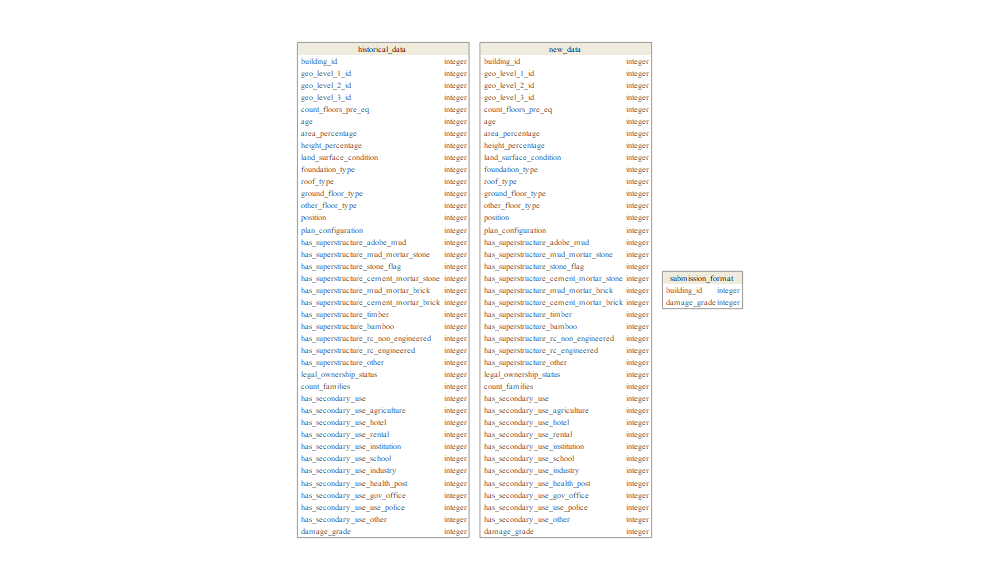 historical_data
building_id integer
geo_level_1_id integer
geo_level_2_id integer
geo_level_3_id integer
count_floors_pre_eq integer
age integer
area_percentage integer
height_percentage integer
land_surface_condition integer
foundation_type integer
roof_type integer
ground_floor_type integer
other_floor_type integer
position integer
plan_configuration integer
has_superstructure_adobe_mud integer
has_superstructure_mud_mortar_stone integer
has_superstructure_stone_flag integer
has_superstructure_cement_mortar_stone integer
has_superstructure_mud_mortar_brick integer
has_superstructure_cement_mortar_brick integer
has_superstructure_timber integer
has_superstructure_bamboo integer
has_superstructure_rc_non_engineered integer
has_superstructure_rc_engineered integer
has_superstructure_other integer
legal_ownership_status integer
count_families integer
has_secondary_use integer
has_secondary_use_agriculture integer
has_secondary_use_hotel integer
has_secondary_use_rental integer
has_secondary_use_institution integer
has_secondary_use_school integer
has_secondary_use_industry integer
has_secondary_use_health_post integer
has_secondary_use_gov_office integer
has_secondary_use_use_police integer
has_secondary_use_other integer
damage_grade integer
new_data
building_id integer
geo_level_1_id integer
geo_level_2_id integer
geo_level_3_id integer
count_floors_pre_eq integer
age integer
area_percentage integer
height_percentage integer
land_surface_condition integer
foundation_type integer
roof_type integer
ground_floor_type integer
other_floor_type integer
position integer
plan_configuration integer
has_superstructure_adobe_mud integer
has_superstructure_mud_mortar_stone integer
has_superstructure_stone_flag integer
has_superstructure_cement_mortar_stone integer
has_superstructure_mud_mortar_brick integer
has_superstructure_cement_mortar_brick integer
has_superstructure_timber integer
has_superstructure_bamboo integer
has_superstructure_rc_non_engineered integer
has_superstructure_rc_engineered integer
has_superstructure_other integer
legal_ownership_status integer
count_families integer
has_secondary_use integer
has_secondary_use_agriculture integer
has_secondary_use_hotel integer
has_secondary_use_rental integer
has_secondary_use_institution integer
has_secondary_use_school integer
has_secondary_use_industry integer
has_secondary_use_health_post integer
has_secondary_use_gov_office integer
has_secondary_use_use_police integer
has_secondary_use_other integer
damage_grade integer
submission_format
building_id integer
damage_grade integer